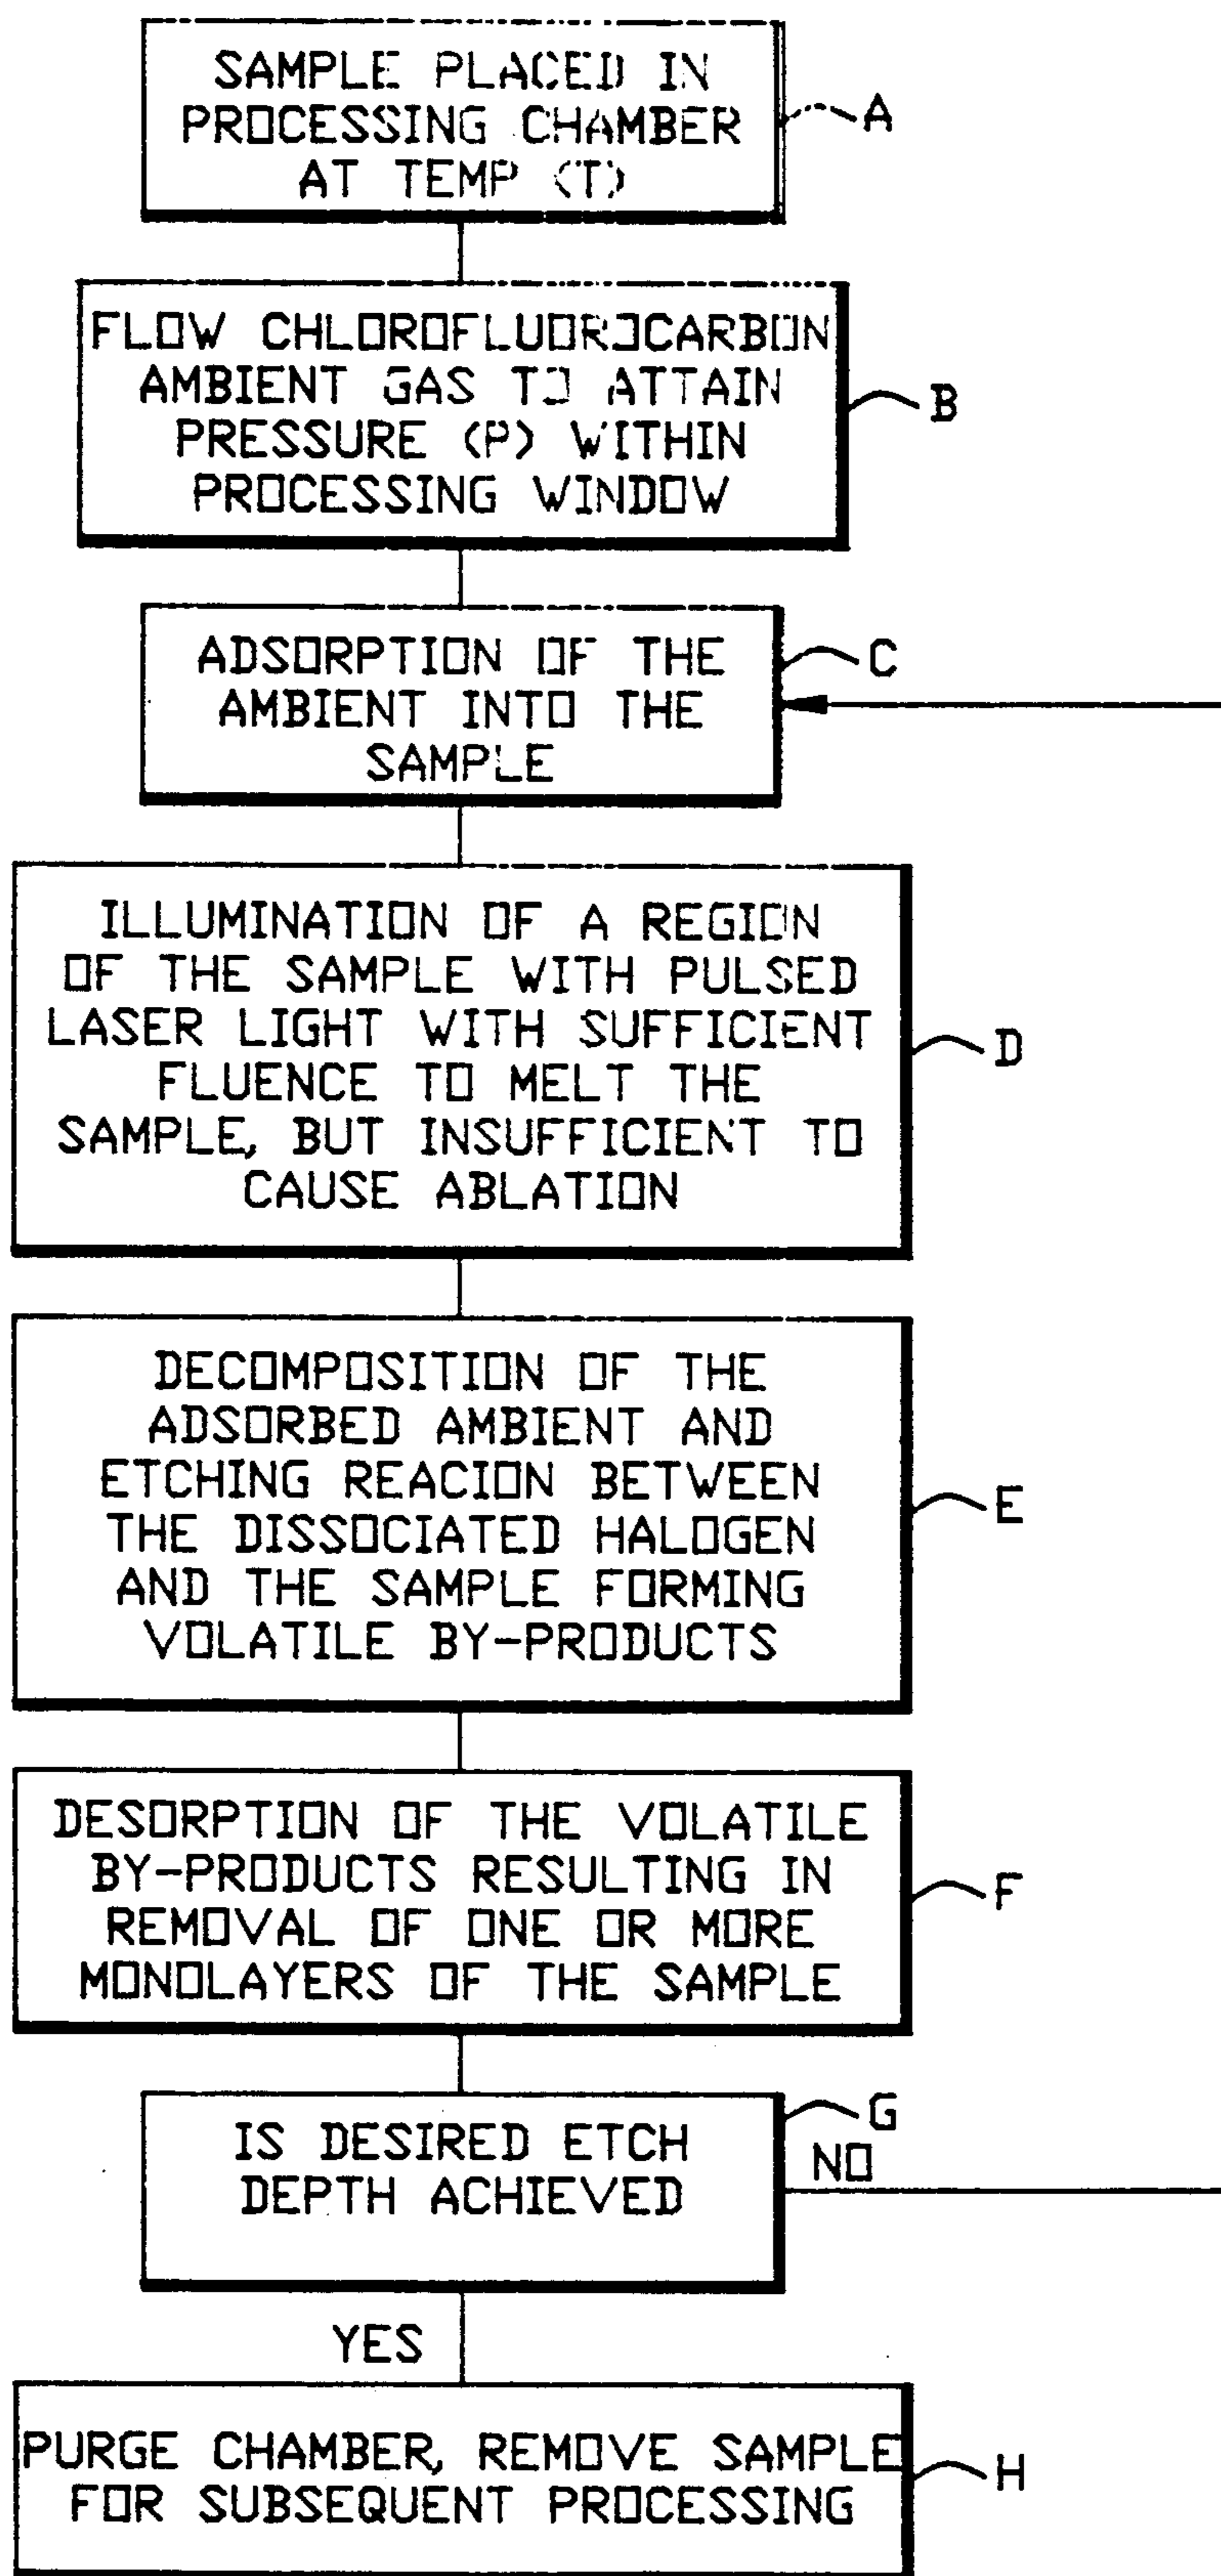 SAMPLE PLACED IN
PROCESSING CHAMBER
AT TEMP (T)
A
FLOW CHLOROFLUOROCARBON
AMBIENT GAS TO ATTAIN
PRESSURE (P) WITHIN
PROCESSING WINDOW
B
ADSORPTION OF THE
AMBIENT INTO THE
SAMPLE
C
ILLUMINATION OF A REGION
OF THE SAMPLE WITH PULSED
LASER LIGHT WITH SUFFICIENT
FLUENCE TO MELT THE
SAMPLE, BUT INSUFFICIENT TO
CAUSE ABLATION
D
DECOMPOSITION OF THE
ADSORBED AMBIENT AND
ETCHING REACION BETWEEN
THE DISSOCIATED HALOGEN
AND THE SAMPLE FORMING
VOLATILE BY-PRODUCTS
E
DESORPTION OF THE VOLATILE
BY-PRODUCTS RESULTING IN
REMOVAL OF ONE OR MORE
MONOLAYERS OF THE SAMPLE
F
IS DESIRED ETCH
DEPTH ACHIEVED
G
NO
YES
PURGE CHAMBER, REMOVE SAMPLE
FOR SUBSEQUENT PROCESSING
H